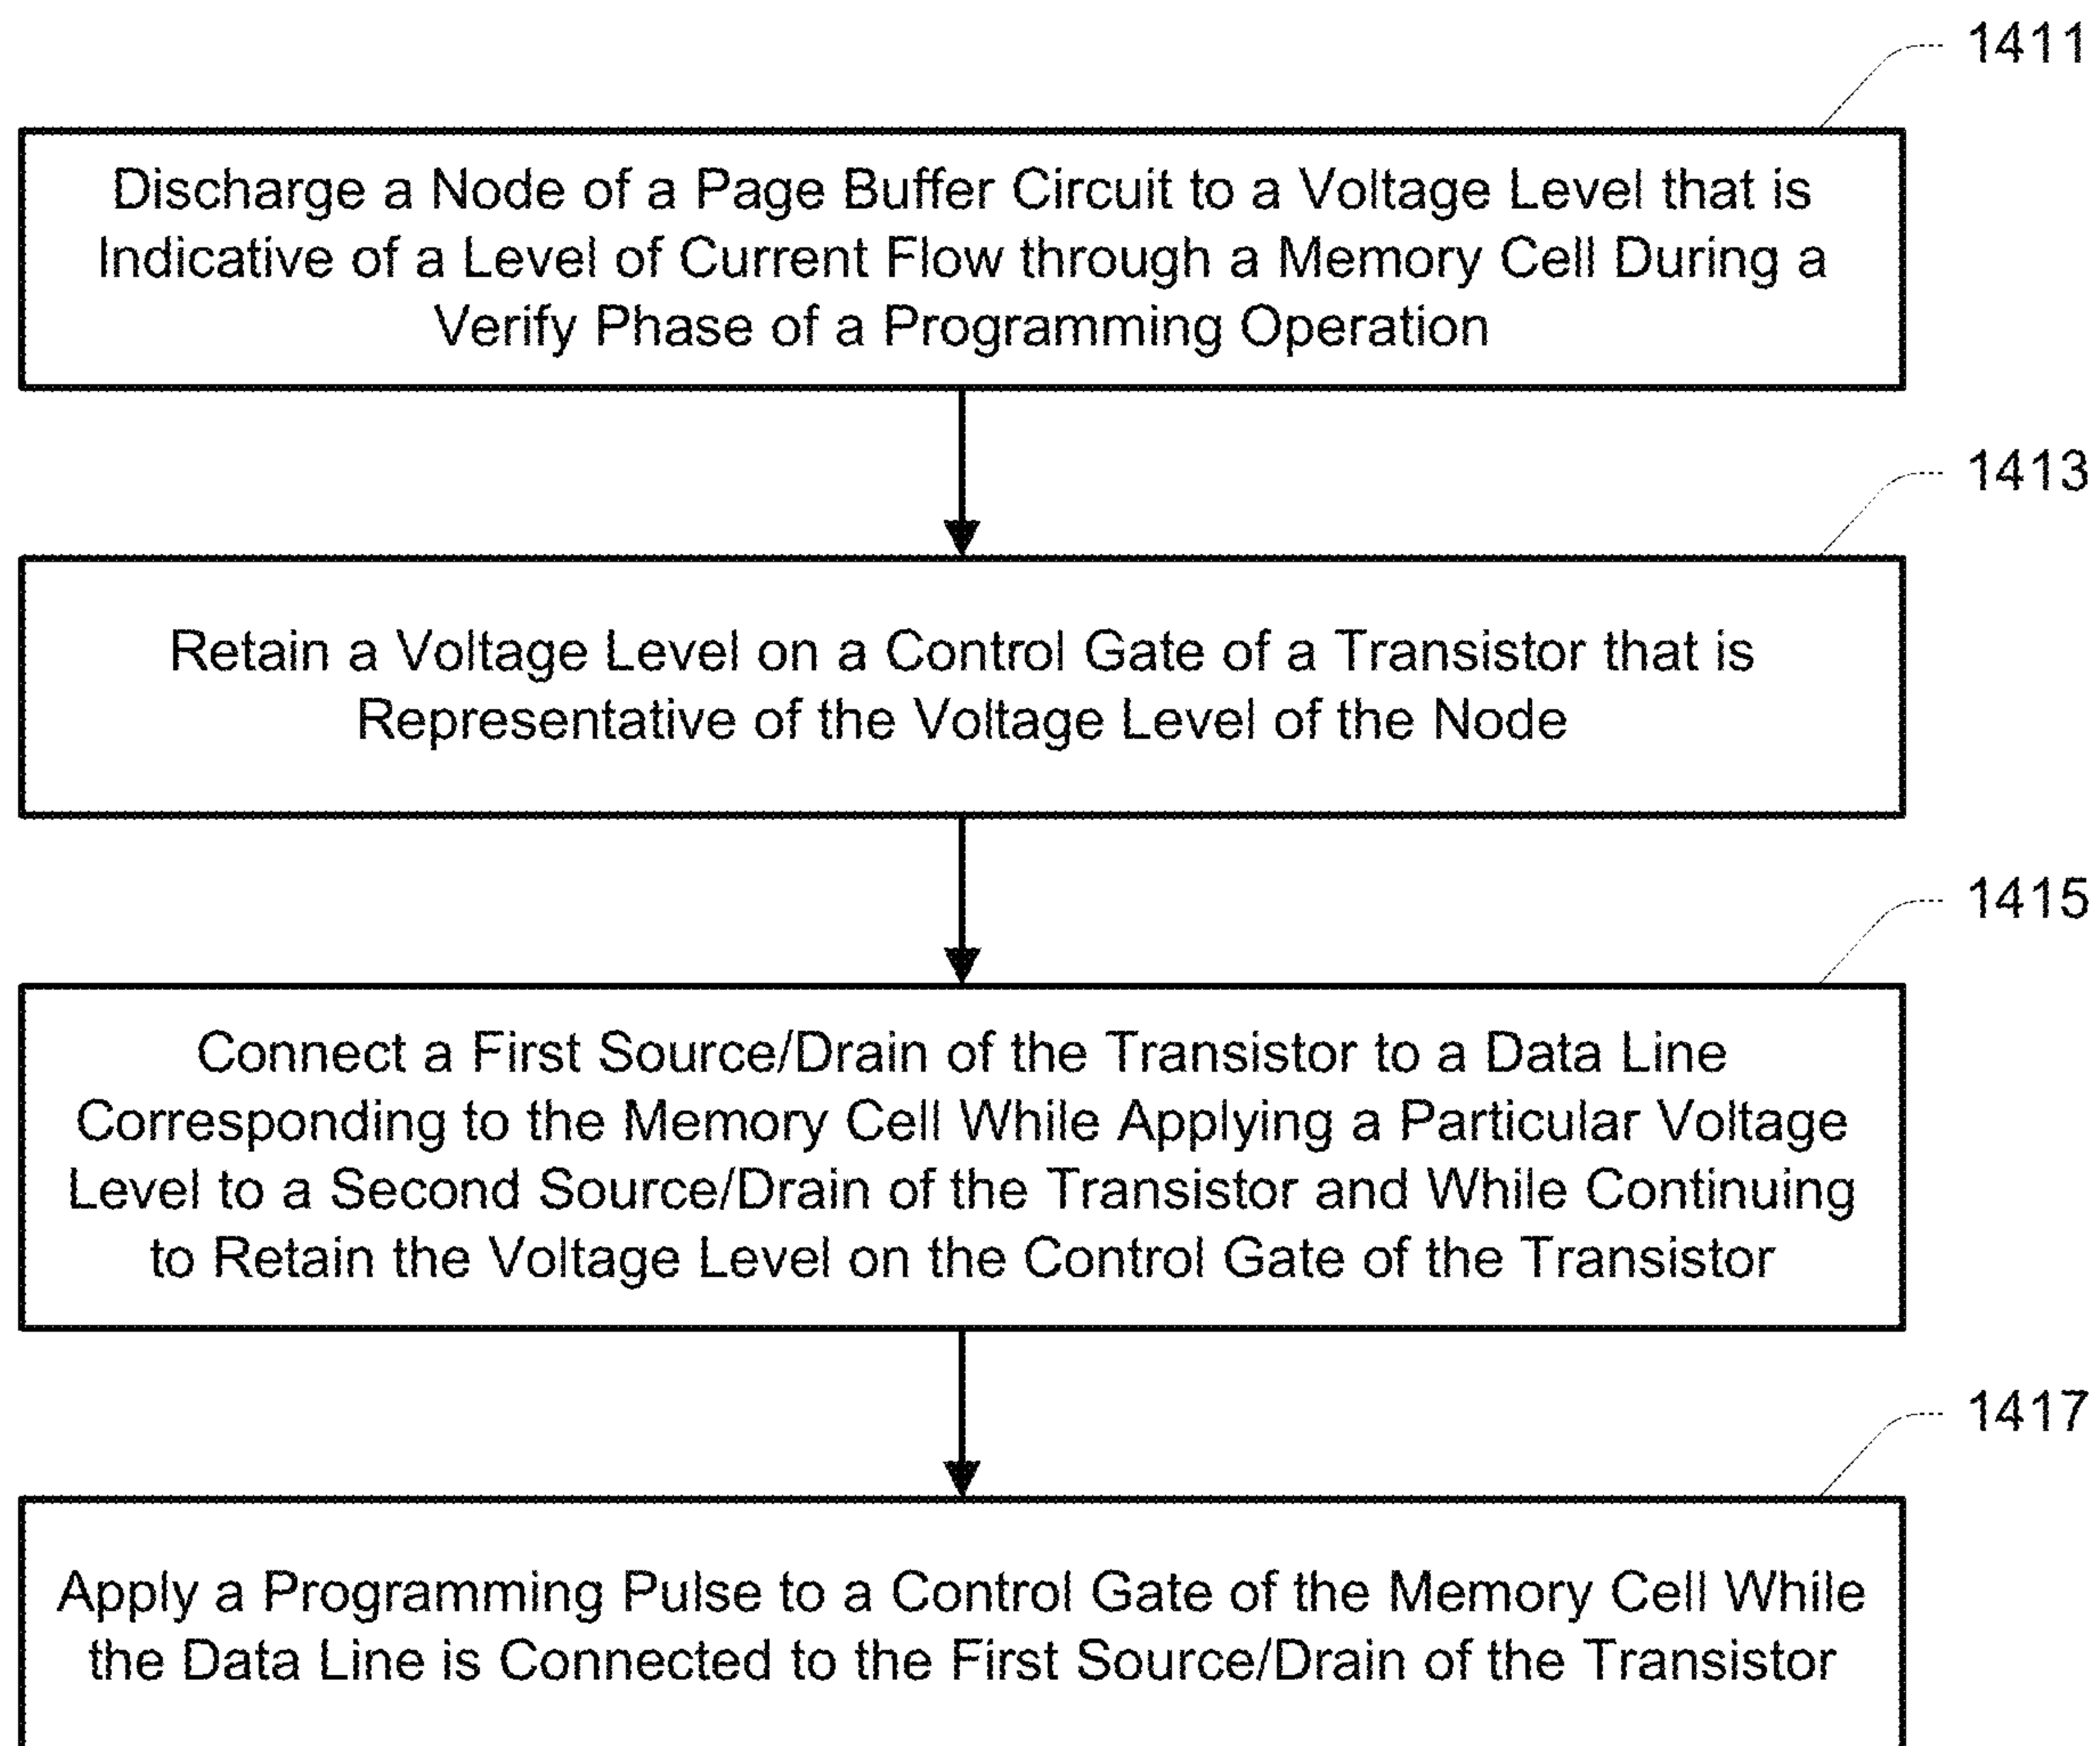 1411
Discharge a Node of a Page Buffer Circuit to a Voltage Level that is
Indicative of a Level of Current Flow through a Memory Cell During a
Verify Phase of a Programming Operation
1413
Retain a Voltage Level on a Control Gate of a Transistor that is
Representative of the Voltage Level of the Node
1415
Connect a First Source/Drain of the Transistor to a Data Line
Corresponding to the Memory Cell While Applying a Particular Voltage
Level to a Second Source/Drain of the Transistor and While Continuing
to Retain the Voltage Level on the Control Gate of the Transistor
1417
Apply a Programming Pulse to a Control Gate of the Memory Cell While
the Data Line is Connected to the First Source/Drain of the Transistor